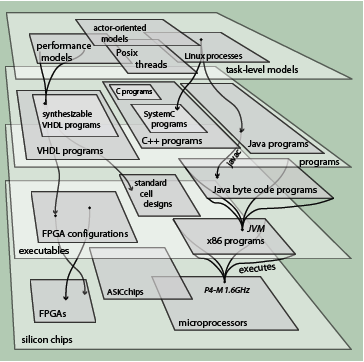 actor-oriented
models
performance
models
Posix
threads
Linux processes
task-level models
C programs
synthesizable
VHDL programs
SystemC
programs
C++ programs
VHDL programs
Java programs
javac
programs
standard
cell
designs
Java byte code programs
FPGA configurations
JVM
x86 programs
executables
executes
ASICchips
P4-M 1.6GHz
FPGAs
microprocessors
silicon chips